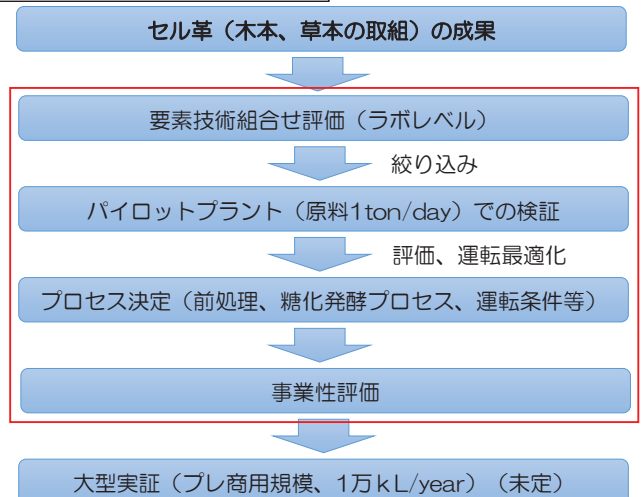 セル革（木本、草本の取組）の成果
要素技術組合せ評価（ラボレベル）
絞り込み
パイロットプラント（原料1ton/day）での検証
評価、運転最適化
プロセス決定（前処理、糖化発酵プロセス、運転条件等）
事業性評価
大型実証（プレ商用規模、1万ｋL/year）（未定）